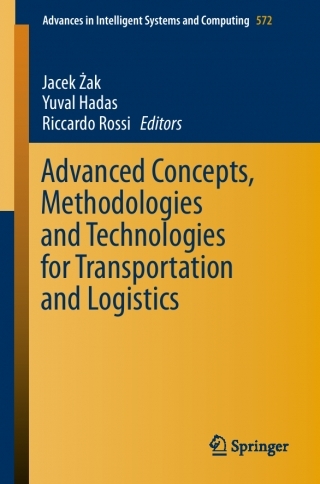 Advances in Intelligent Systems and Computing 572
Jacek Żak
Yuval Hadas
Riccardo Rossi Editors
Advanced Concepts,
Methodologies
and Technologies
for Transportation
and Logistics
Springer